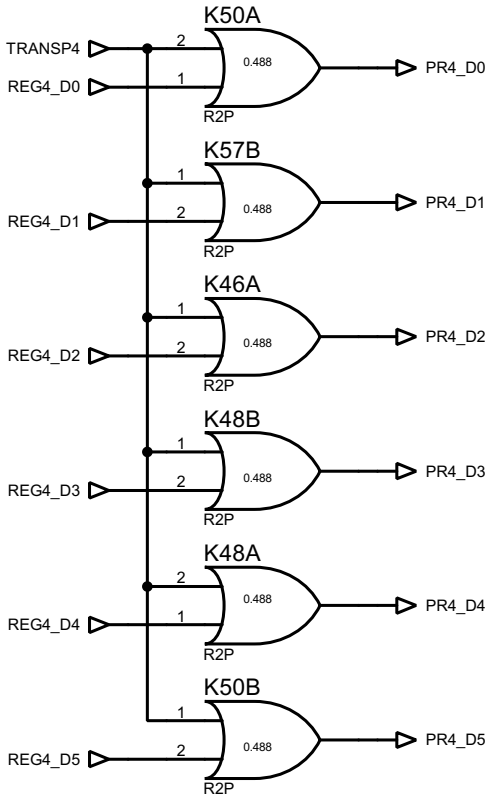 K50A
TRANSP4 2 0.488 PR4_D0
REG4_D0 1
R2P
K57B
1 0.488 PR4_D1
REG4_D1 2
R2P
K46A
1 0.488 PR4_D2
REG4_D2 2
R2P
K48B
1 0.488 PR4_D3
REG4_D3 2
R2P
K48A
2 0.488 PR4_D4
REG4_D4 1
R2P
K50B
1 0.488 PR4_D5
REG4_D5 2
R2P